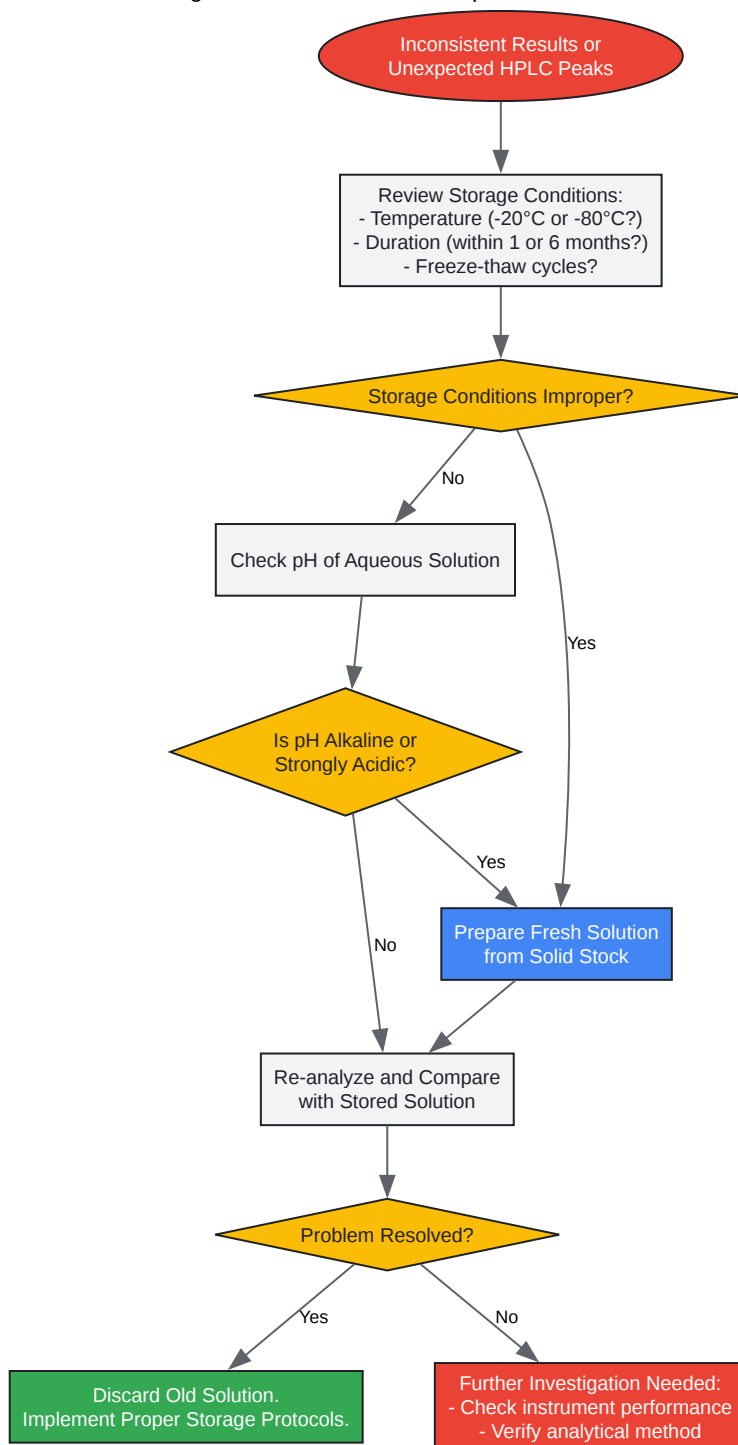 Inconsistent Results or
Unexpected HPLC Peaks
Review Storage Conditions:
- Temperature (-20°C or -80°C?)
- Duration (within 1 or 6 months?)
- Freeze-thaw cycles?
Storage Conditions Improper?
No
Check pH of Aqueous Solution
Yes
Is pH Alkaline or
Strongly Acidic?
Yes
No
Prepare Fresh Solution
from Solid Stock
Re-analyze and Compare
with Stored Solution
Problem Resolved?
Yes
No
Discard Old Solution.
Implement Proper Storage Protocols.
Further Investigation Needed:
- Check instrument performance
- Verify analytical method